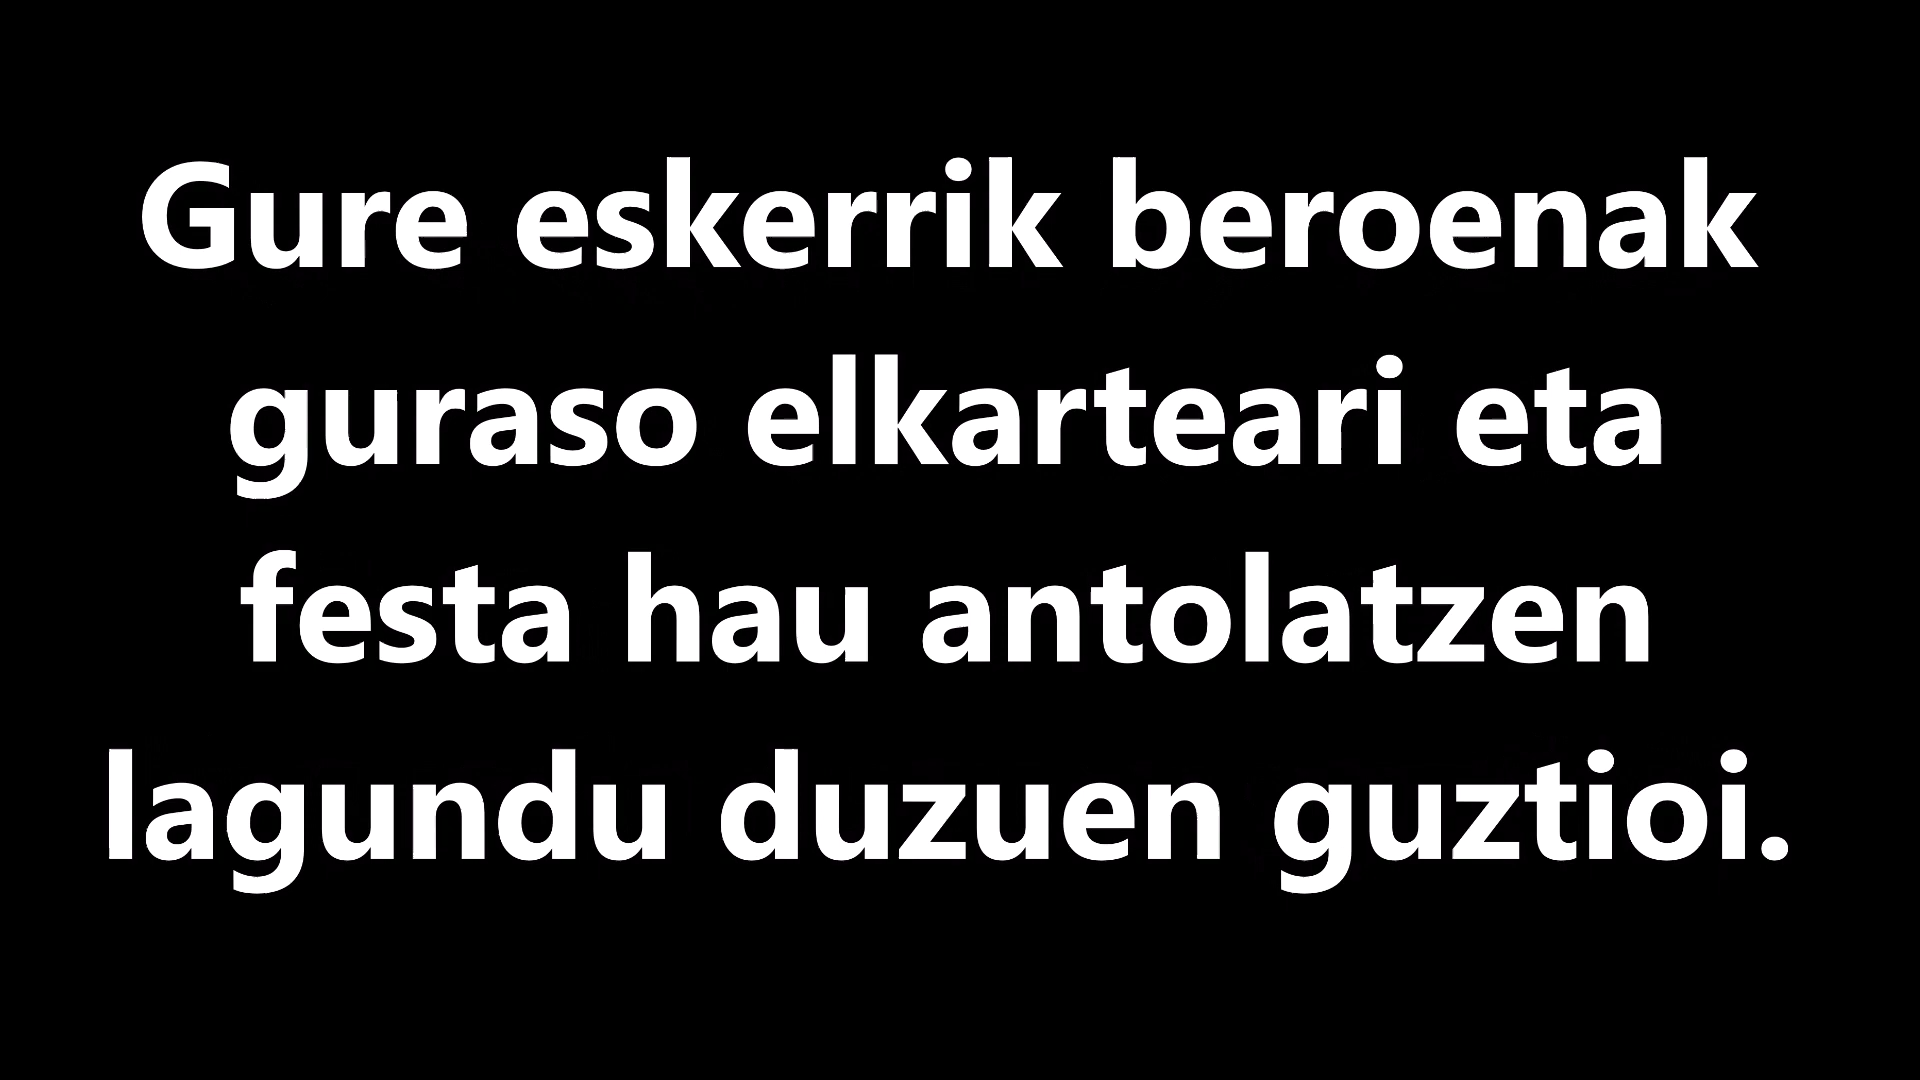 Gure eskerrik beroenak
guraso elkarteari eta
festa hau antolatzen
lagundu duzuen guztioi.